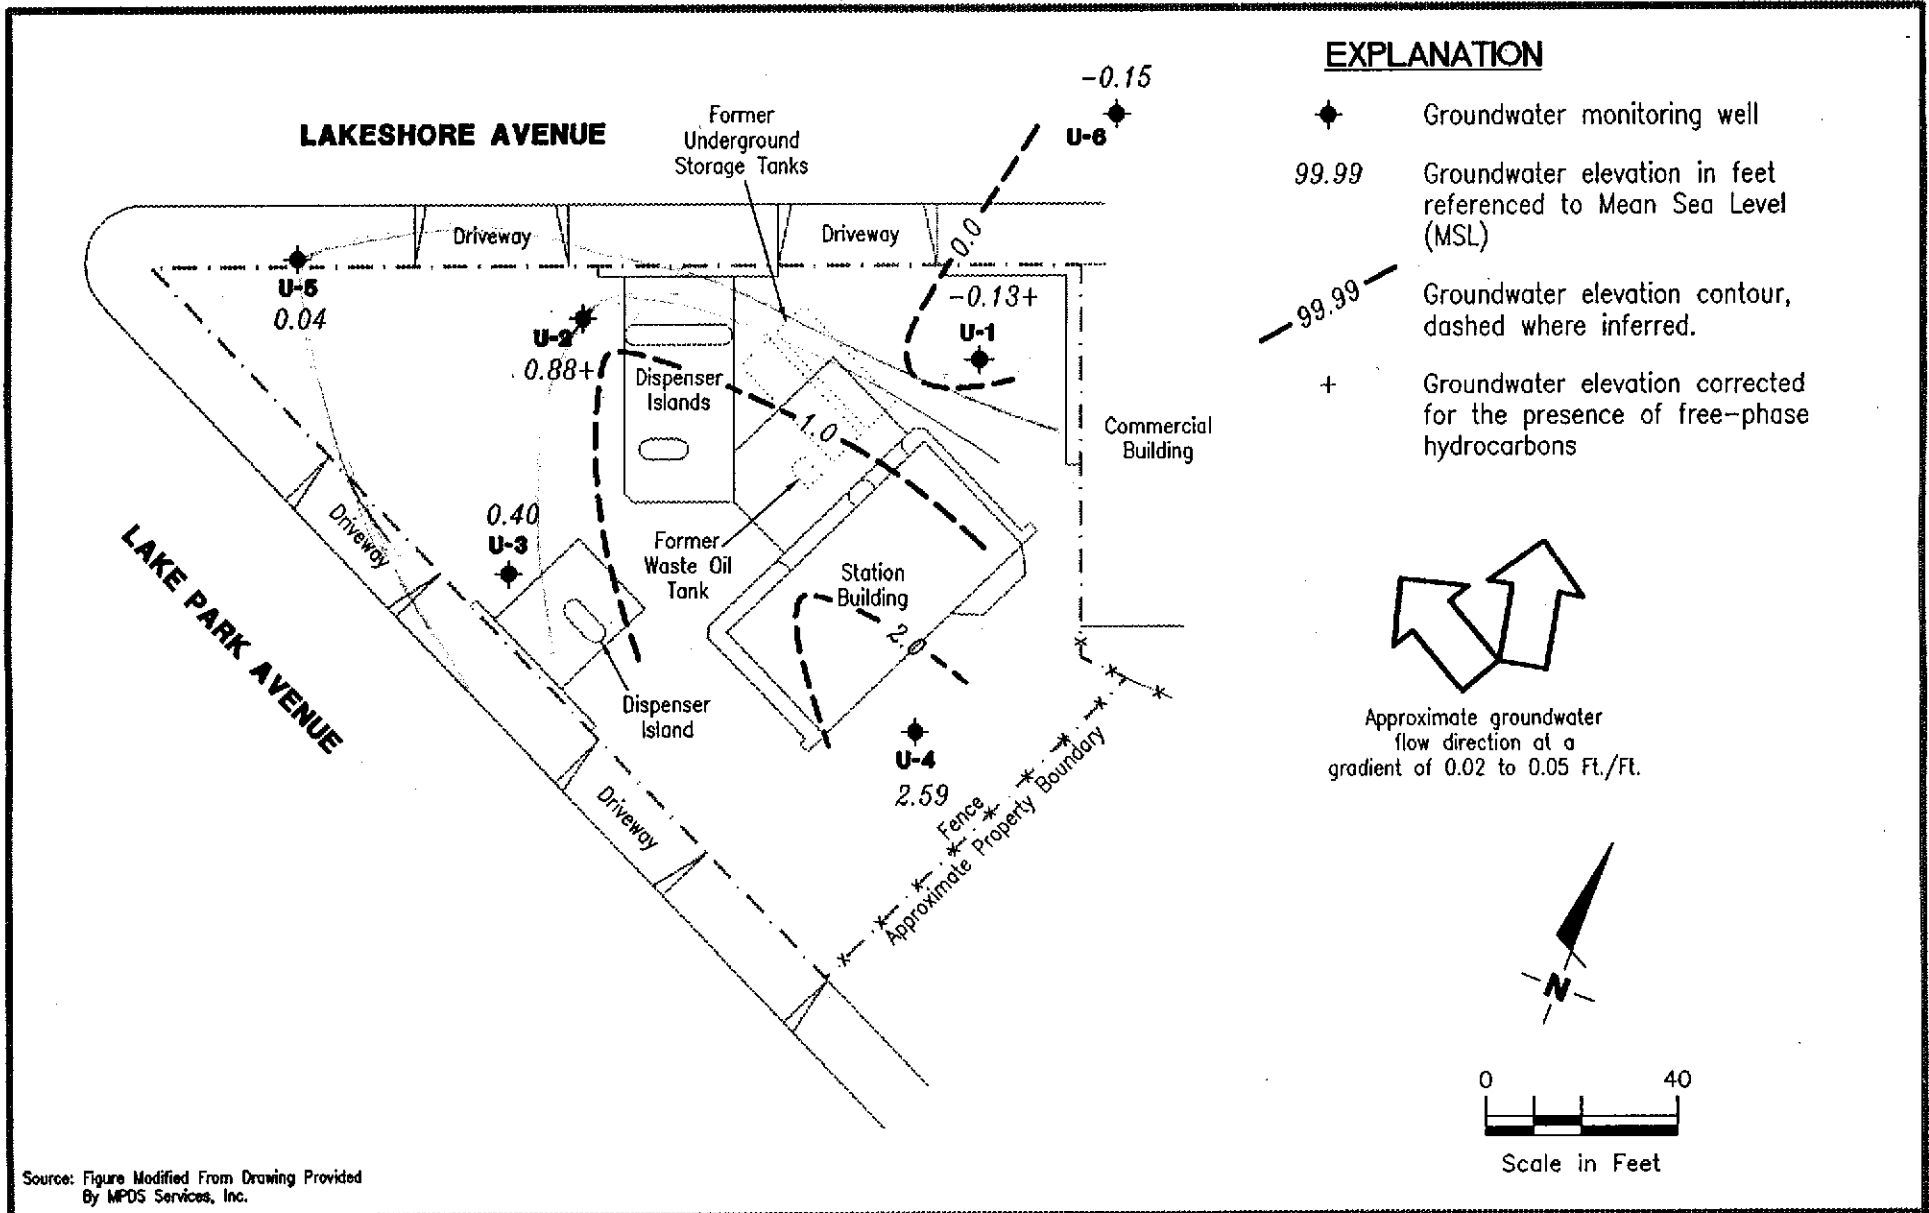 EXPLANATION
-0.15
U-6
LAKESHORE AVENUE
Former
Underground
Storage Tanks
Groundwater monitoring well
99.99
Groundwater elevation in feet
referenced to Mean Sea Level
(MSL)
99.99
Groundwater elevation contour,
dashed where inferred.
+
Groundwater elevation corrected
for the presence of free-phase
hydrocarbons
Driveway
Driveway
0.0
U-5
0.04
U-2
0.88+
-0.13+
U-1
Dispenser
Islands
1.0
Commercial
Building
Driveway
0.40
U-3
Former
Waste Oil
Tank
Station
Building
2.0
LAKE PARK AVENUE
Dispenser
Island
U-4
2.59
Driveway
Fence
Approximate Property Boundary
Approximate groundwater
flow direction at a
gradient of 0.02 to 0.05 Ft./Ft.
N
0 40
Scale in Feet
Source: Figure Modified From Drawing Provided
By MPDS Services, Inc.